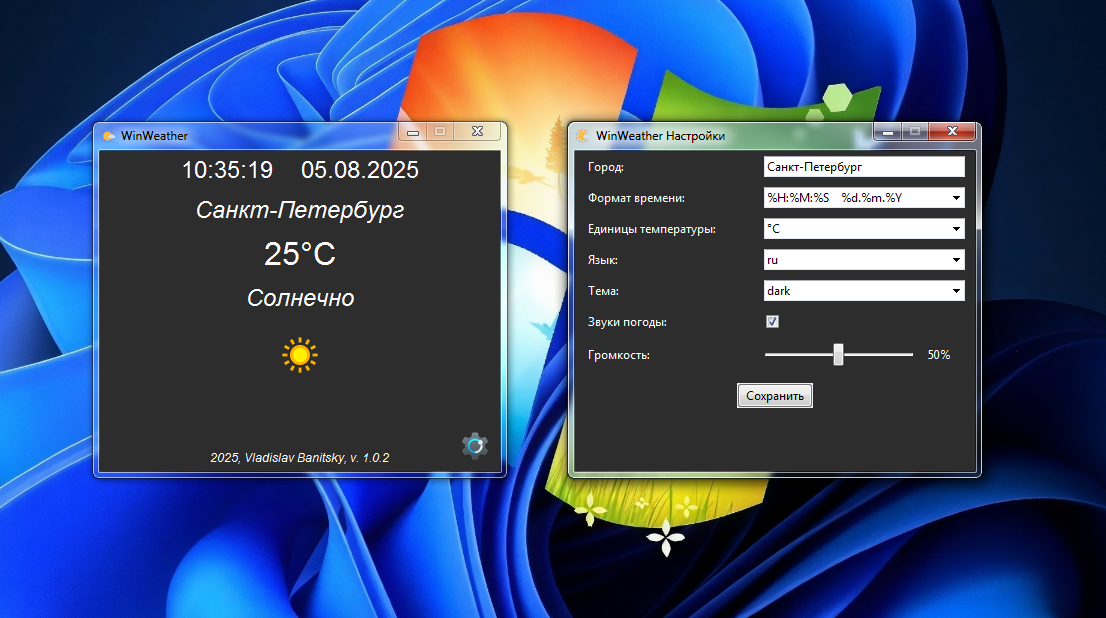 WinWeather
10:35:19 05.08.2025
Санкт-Петербург
25°C
Солнечно
2025, Vladislav Banitsky, v. 1.0.2
WinWeather Настройки
Город: Санкт-Петербург
Формат времени: %H:%M:%S %d.%m.%Y
Единицы температуры: °C
Язык: ru
Тема: dark
Звуки погоды:
Громкость: 50%
Сохранить